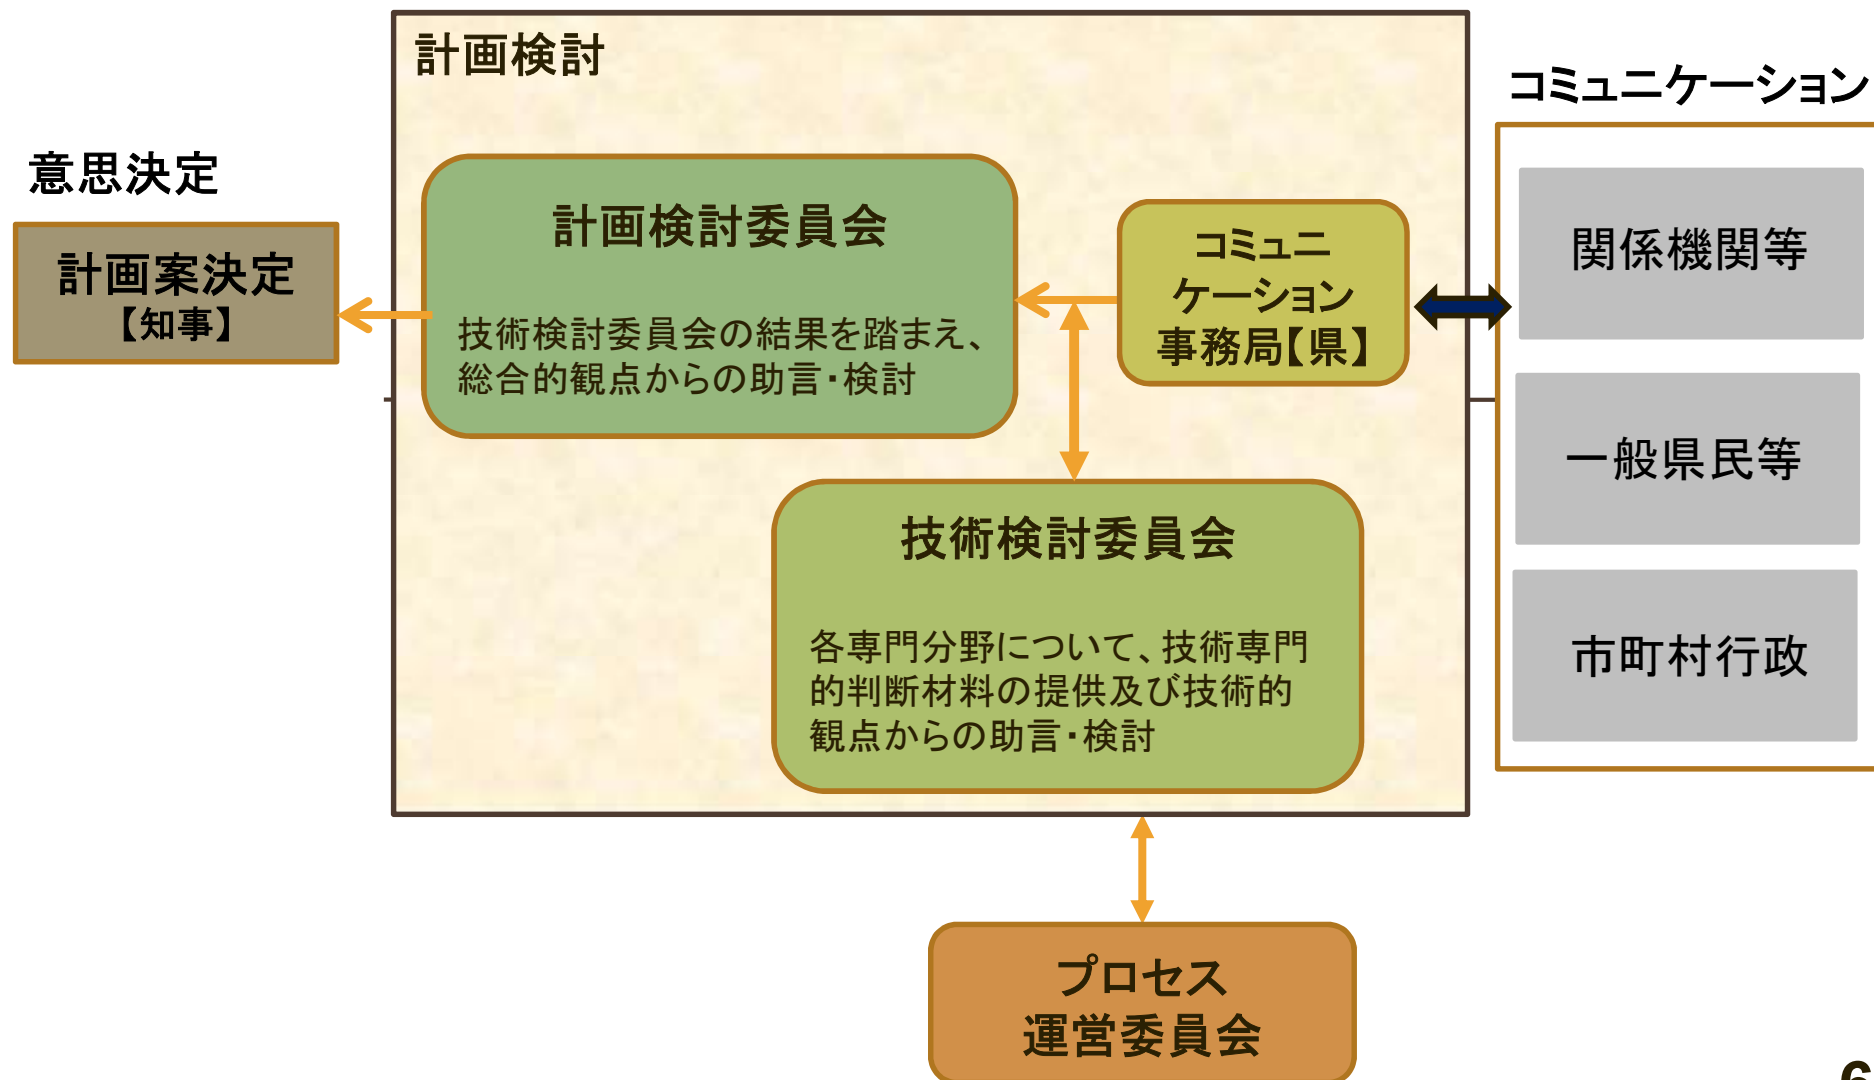 計画検討
コミュニケーション
意思決定
計画案決定
【知事】
計画検討委員会
技術検討委員会の結果を踏まえ、
総合的観点からの助言・検討
コミュニ
ケーション
事務局【県】
関係機関等
一般県民等
市町村行政
技術検討委員会
各専門分野について、技術専門
的判断材料の提供及び技術的
観点からの助言・検討
プロセス
運営委員会
6